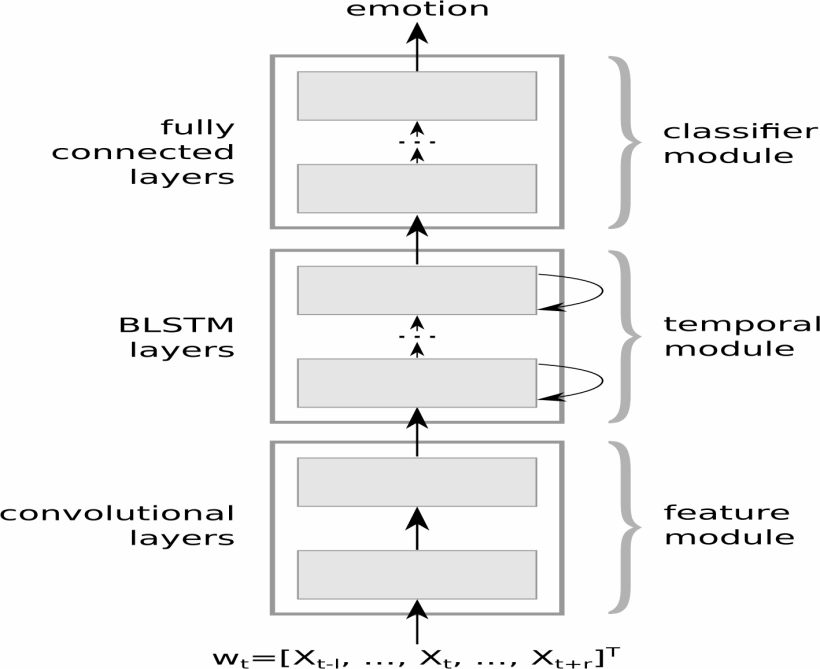 emotion
fully
connected
layers
classifier
module
BLSTM
layers
temporal
module
convolutional
layers
feature
module
wₜ=[Xₜ₋ₗ, ..., Xₜ, ..., Xₜ₊ᵣ]ᵀ